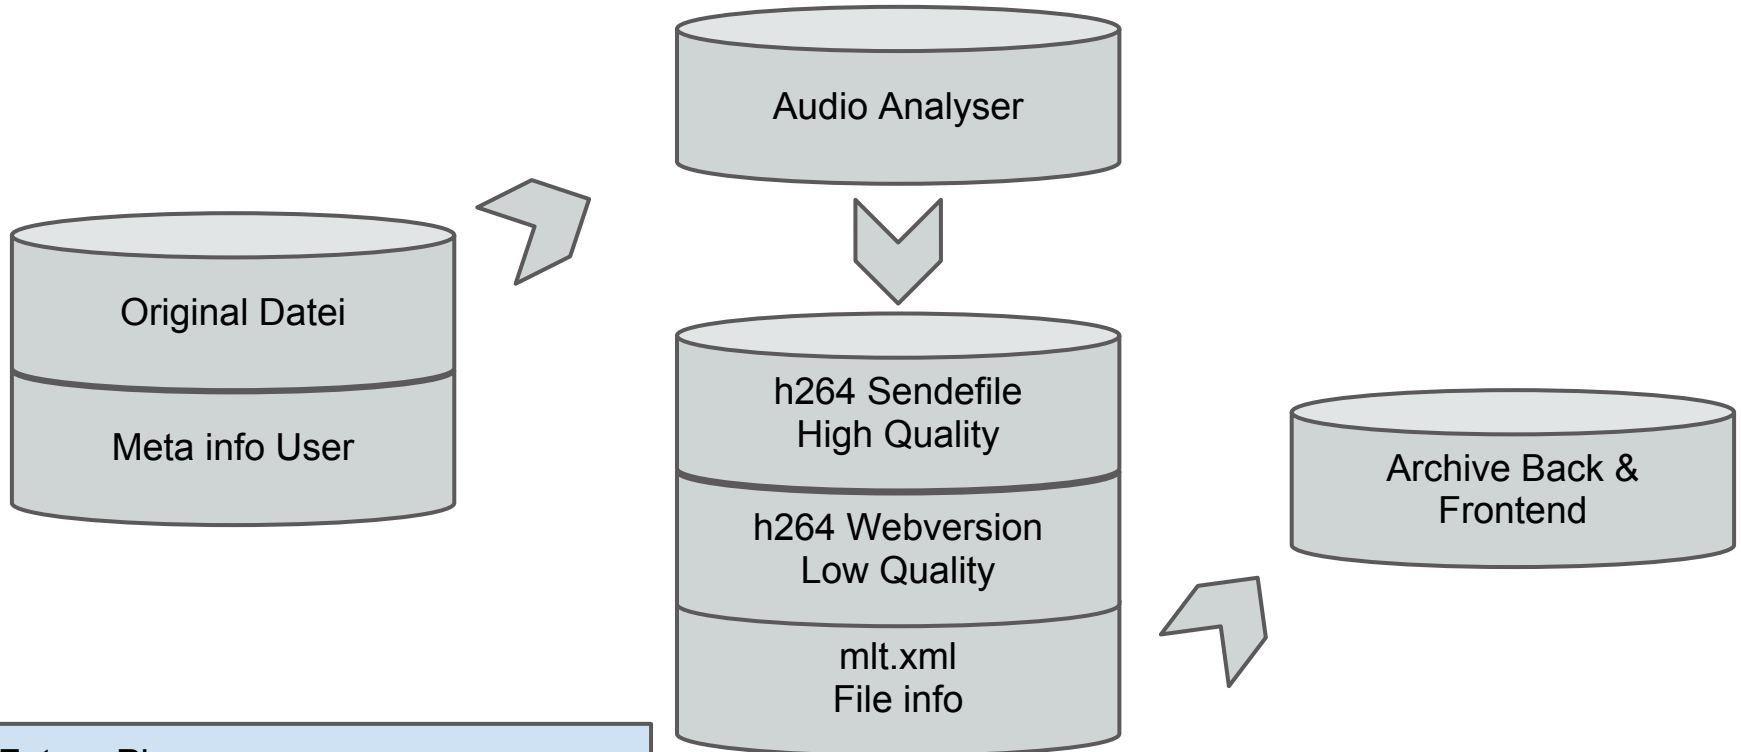 Audio Analyser
Original Datei
Meta info User
h264 Sendefile
High Quality
h264 Webversion
Low Quality
mlt.xml
File info
Archive Back &
Frontend